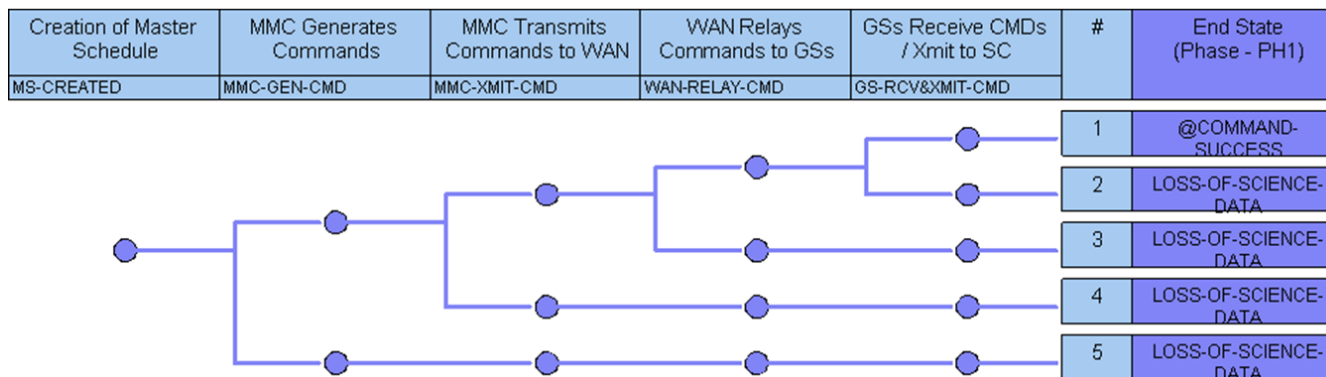 Creation of Master
Schedule
MMC Generates
Commands
MMC Transmits
Commands to WAN
WAN Relays
Commands to GSs
GSs Receive CMDs
/ Xmit to SC
#
End State
(Phase - PH1)
MS-CREATED
MMC-GEN-CMD
MMC-XMIT-CMD
WAN-RELAY-CMD
GS-RCV&XMIT-CMD
1
@COMMAND-
SUCCESS
2
LOSS-OF-SCIENCE-
DATA
3
LOSS-OF-SCIENCE-
DATA
4
LOSS-OF-SCIENCE-
DATA
5
LOSS-OF-SCIENCE-
DATA